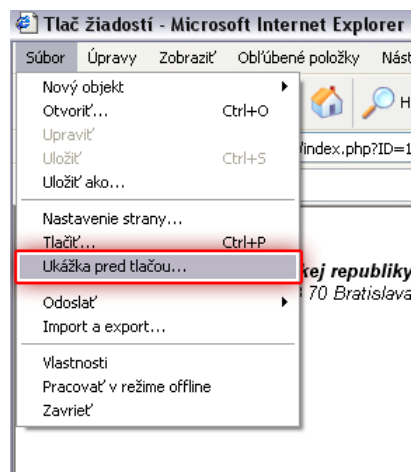 Tlač žiadostí - Microsoft Internet Explorer
Súbor Úpravy Zobraziť Obľúbené položky
Nový objekt
Otvoriť... Ctrl+O
Upraviť
Uložiť Ctrl+S
Uložiť ako...
/index.php?ID=1
Nastavenie strany...
Tlačiť... Ctrl+P
Ukážka pred tlačou...
kej republiky
70 Bratislava
Odoslať
Import a export...
Vlastnosti
Pracovať v režime offline
Zavrieť